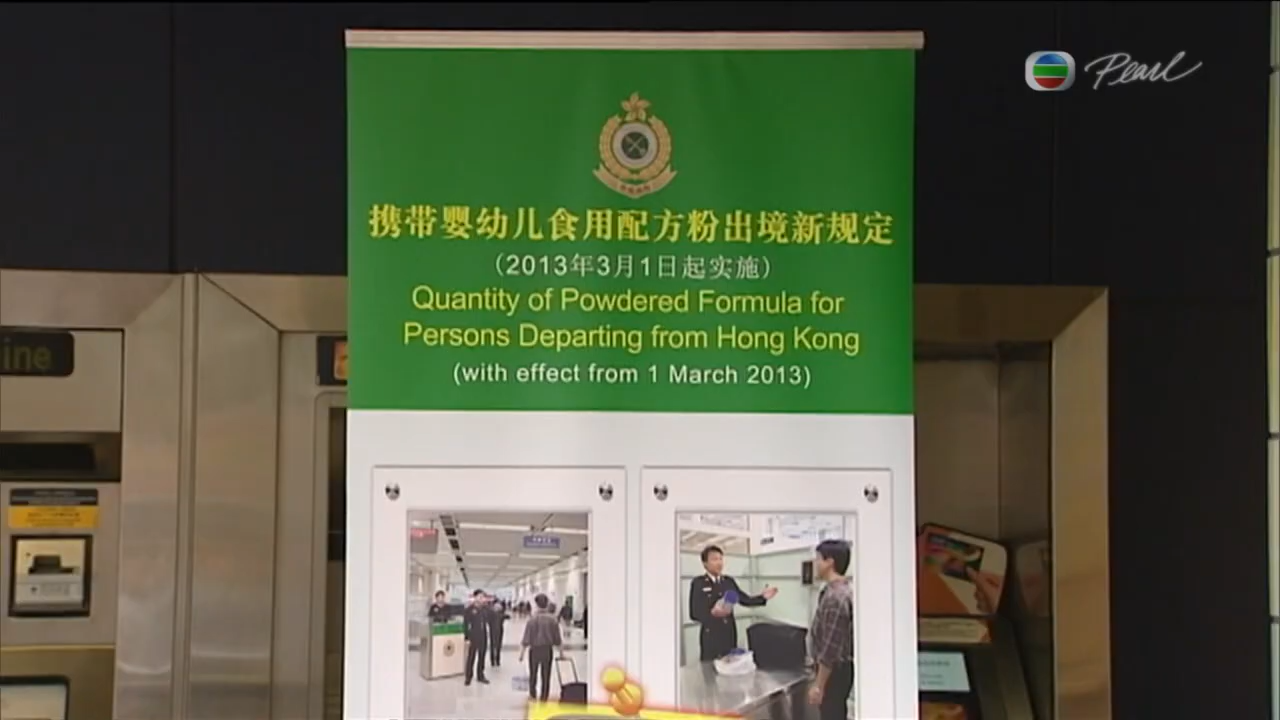 Pearl
携带婴幼儿食用配方粉出境新规定
（2013年3月1日起实施）
Quantity of Powdered Formula for
Persons Departing from Hong Kong
(with effect from 1 March 2013)
ine